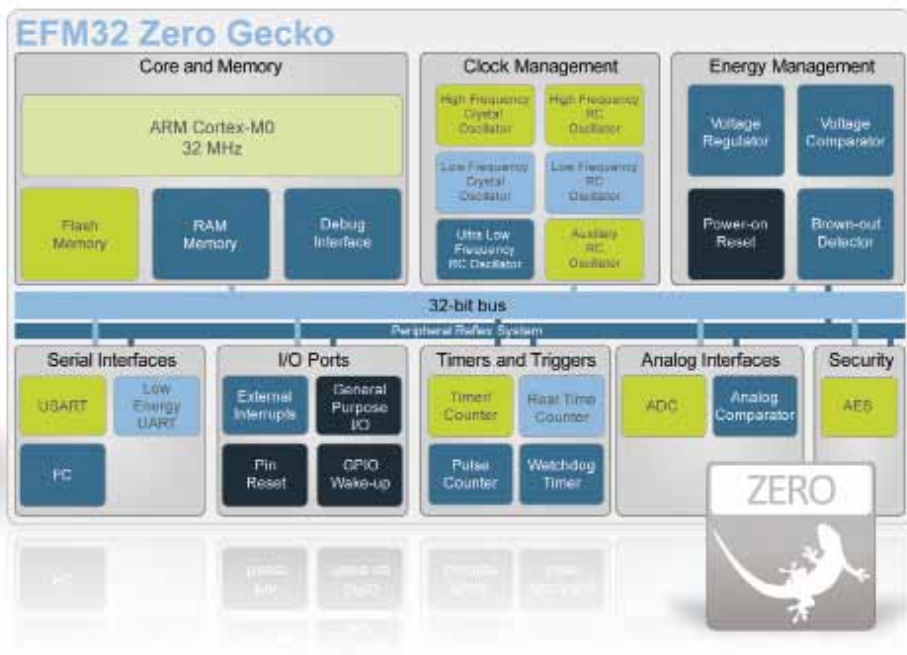 EFM32 Zero Gecko
Core and Memory
ARM Cortex-M0
32 MHz
Flash
Memory
RAM
Memory
Debug
Interface
Clock Management
High Frequency
Crystal
Oscillator
High Frequency
RC
Oscillator
Low Frequency
Crystal
Oscillator
Low Frequency
RC
Oscillator
Ultra Low
Frequency
RC Oscillator
Auxiliary
RC
Oscillator
Energy Management
Voltage
Regulator
Voltage
Comparator
Power-on
Reset
Brown-out
Detector
32-bit bus
Peripheral Reflex System
Serial Interfaces
USART
Low
Energy
UART
I²C
I/O Ports
External
Interrupts
General
Purpose
I/O
Pin
Reset
GPIO
Wake-up
Timers and Triggers
Timer/
Counter
Real Time
Counter
Pulse
Counter
Watchdog
Timer
Analog Interfaces
ADC
Analog
Comparator
Security
AES
ZERO